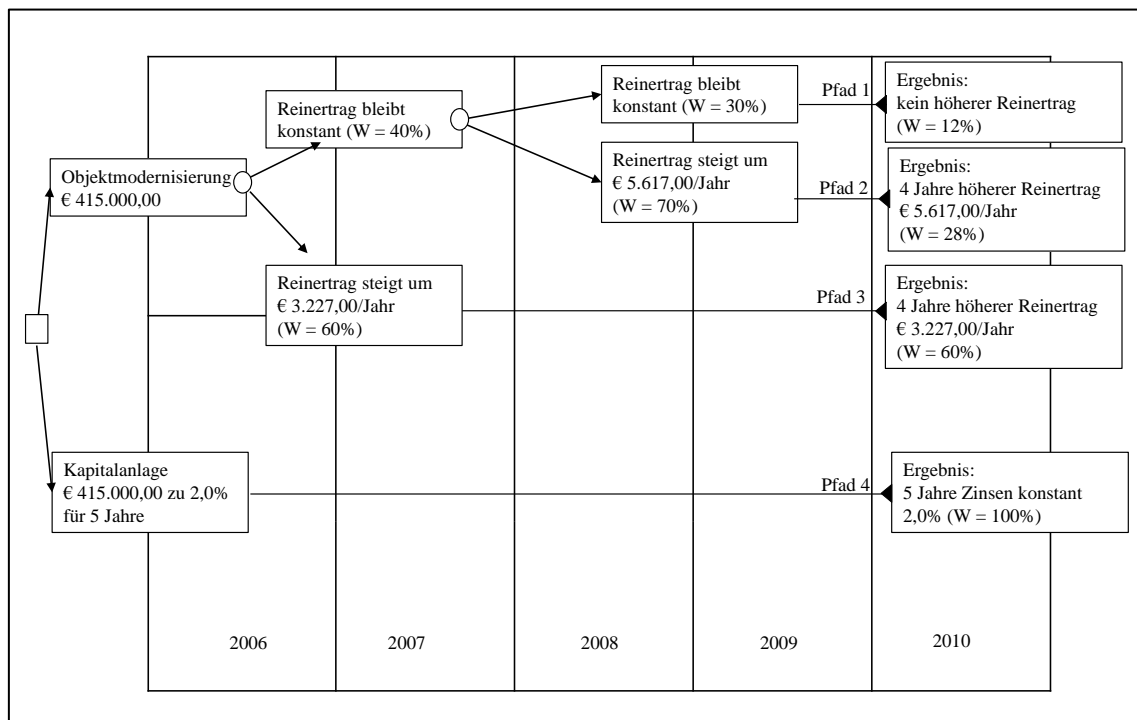 Reinertrag bleibt
konstant (W = 40%)
Reinertrag bleibt
konstant (W = 30%)
Pfad 1
Ergebnis:
kein höherer Reinertrag
(W = 12%)
Objektmodernisierung
€ 415.000,00
Reinertrag steigt um
€ 5.617,00/Jahr
(W = 70%)
Pfad 2
Ergebnis:
4 Jahre höherer Reinertrag
€ 5.617,00/Jahr
(W = 28%)
Reinertrag steigt um
€ 3.227,00/Jahr
(W = 60%)
Pfad 3
Ergebnis:
4 Jahre höherer Reinertrag
€ 3.227,00/Jahr
(W = 60%)
Kapitalanlage
€ 415.000,00 zu 2,0%
für 5 Jahre
Pfad 4
Ergebnis:
5 Jahre Zinsen konstant
2,0% (W = 100%)
2006
2007
2008
2009
2010